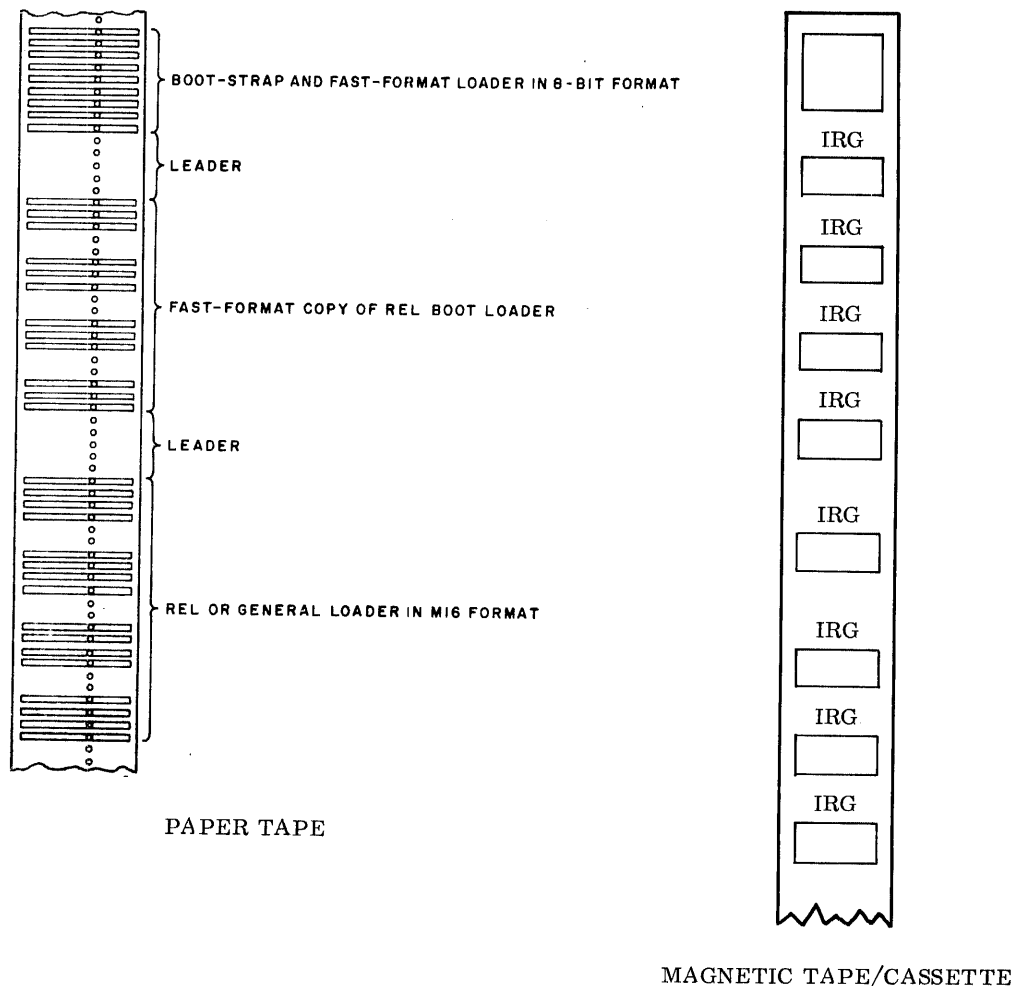 BOOT-STRAP AND FAST-FORMAT LOADER IN 8-BIT FORMAT
LEADER
FAST-FORMAT COPY OF REL BOOT LOADER
LEADER
REL OR GENERAL LOADER IN M16 FORMAT
PAPER TAPE
IRG
IRG
IRG
IRG
IRG
IRG
IRG
IRG
MAGNETIC TAPE/CASSETTE